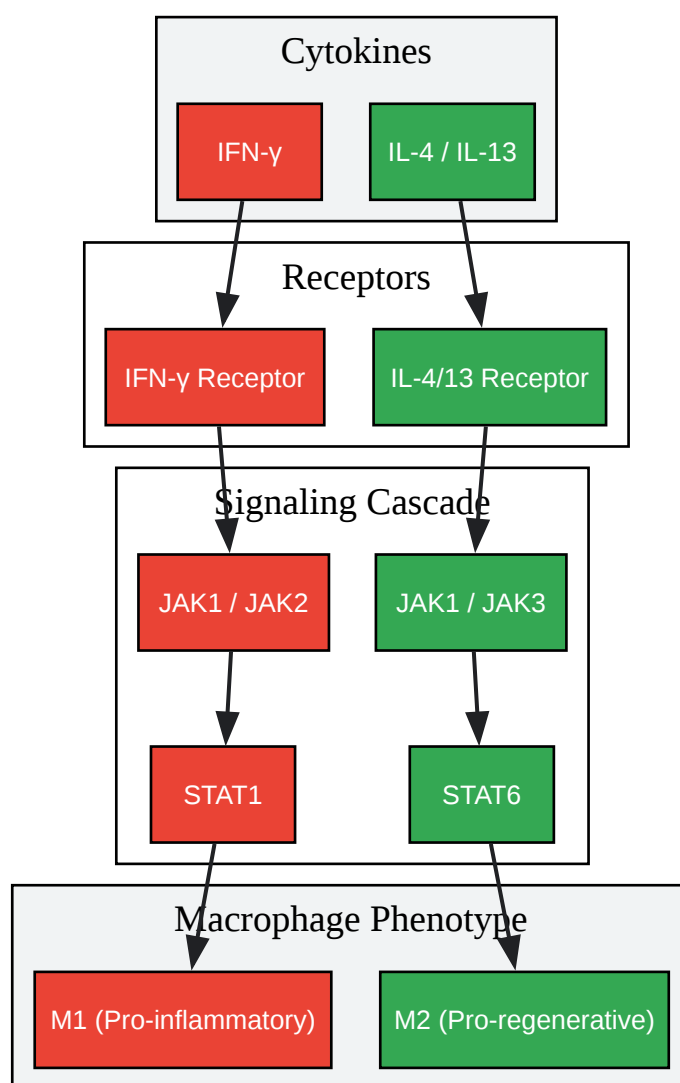 Cytokines
IFN-γ
IL-4 / IL-13
Receptors
IFN-γ Receptor
IL-4/13 Receptor
Signaling Cascade
JAK1 / JAK2
JAK1 / JAK3
STAT1
STAT6
Macrophage Phenotype
M1 (Pro-inflammatory)
M2 (Pro-regenerative)